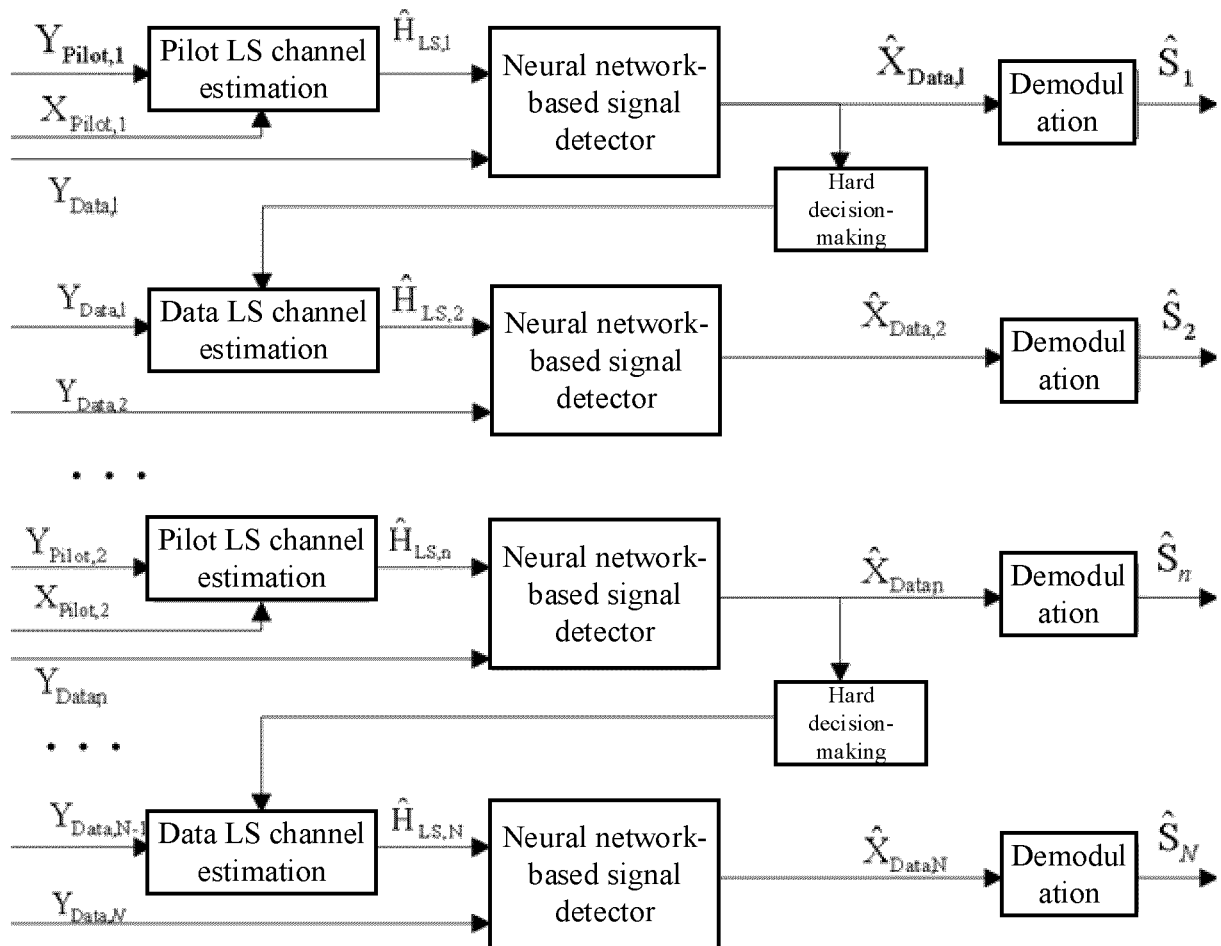 Y_Pilot,1
Pilot LS channel
estimation
Ĥ_LS,1
Neural network-
based signal
detector
X̂_Data,1
Demodul
ation
Ŝ_1
X_Pilot,1
Y_Data,1
Hard
decision-
making
Y_Data,1
Data LS channel
estimation
Ĥ_LS,2
Neural network-
based signal
detector
X̂_Data,2
Demodul
ation
Ŝ_2
Y_Data,2
. . .
Y_Pilot,2
Pilot LS channel
estimation
Ĥ_LS,n
Neural network-
based signal
detector
X̂_Data,n
Demodul
ation
Ŝ_n
X_Pilot,2
Y_Data,n
Hard
decision-
making
. . .
Y_Data,N-1
Data LS channel
estimation
Ĥ_LS,N
Neural network-
based signal
detector
X̂_Data,N
Demodul
ation
Ŝ_N
Y_Data,N